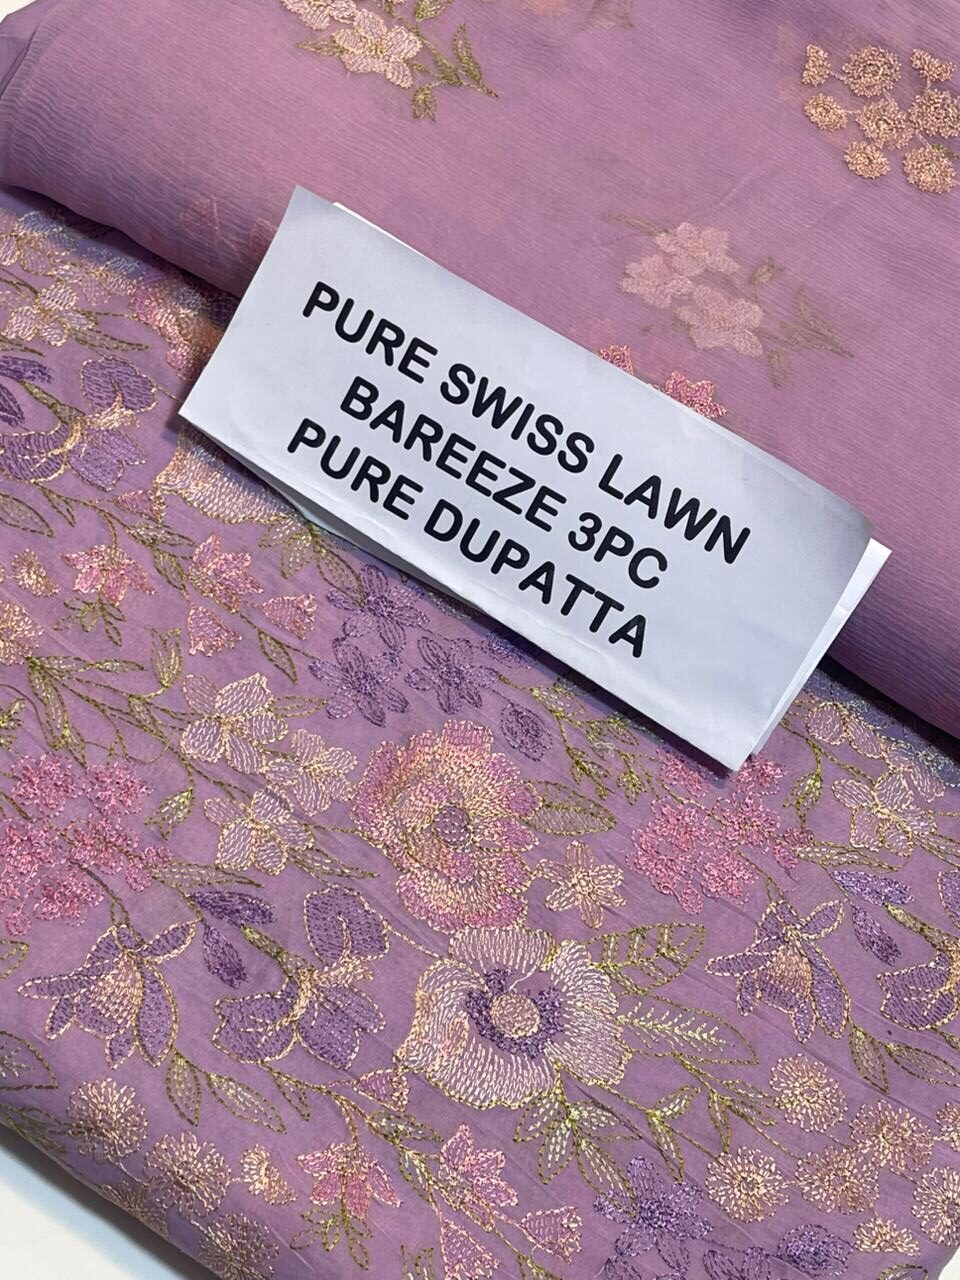 PURE SWISS LAWN
BAREEZE 3PC
PURE DUPATTA